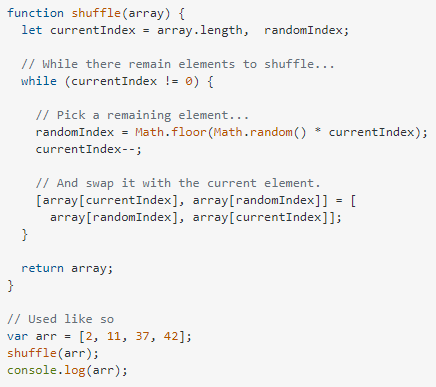 function shuffle(array) {
  let currentIndex = array.length,  randomIndex;

  // While there remain elements to shuffle...
  while (currentIndex != 0) {

    // Pick a remaining element...
    randomIndex = Math.floor(Math.random() * currentIndex);
    currentIndex--;

    // And swap it with the current element.
    [array[currentIndex], array[randomIndex]] = [
      array[randomIndex], array[currentIndex]];
  }

  return array;
}

// Used like so
var arr = [2, 11, 37, 42];
shuffle(arr);
console.log(arr);